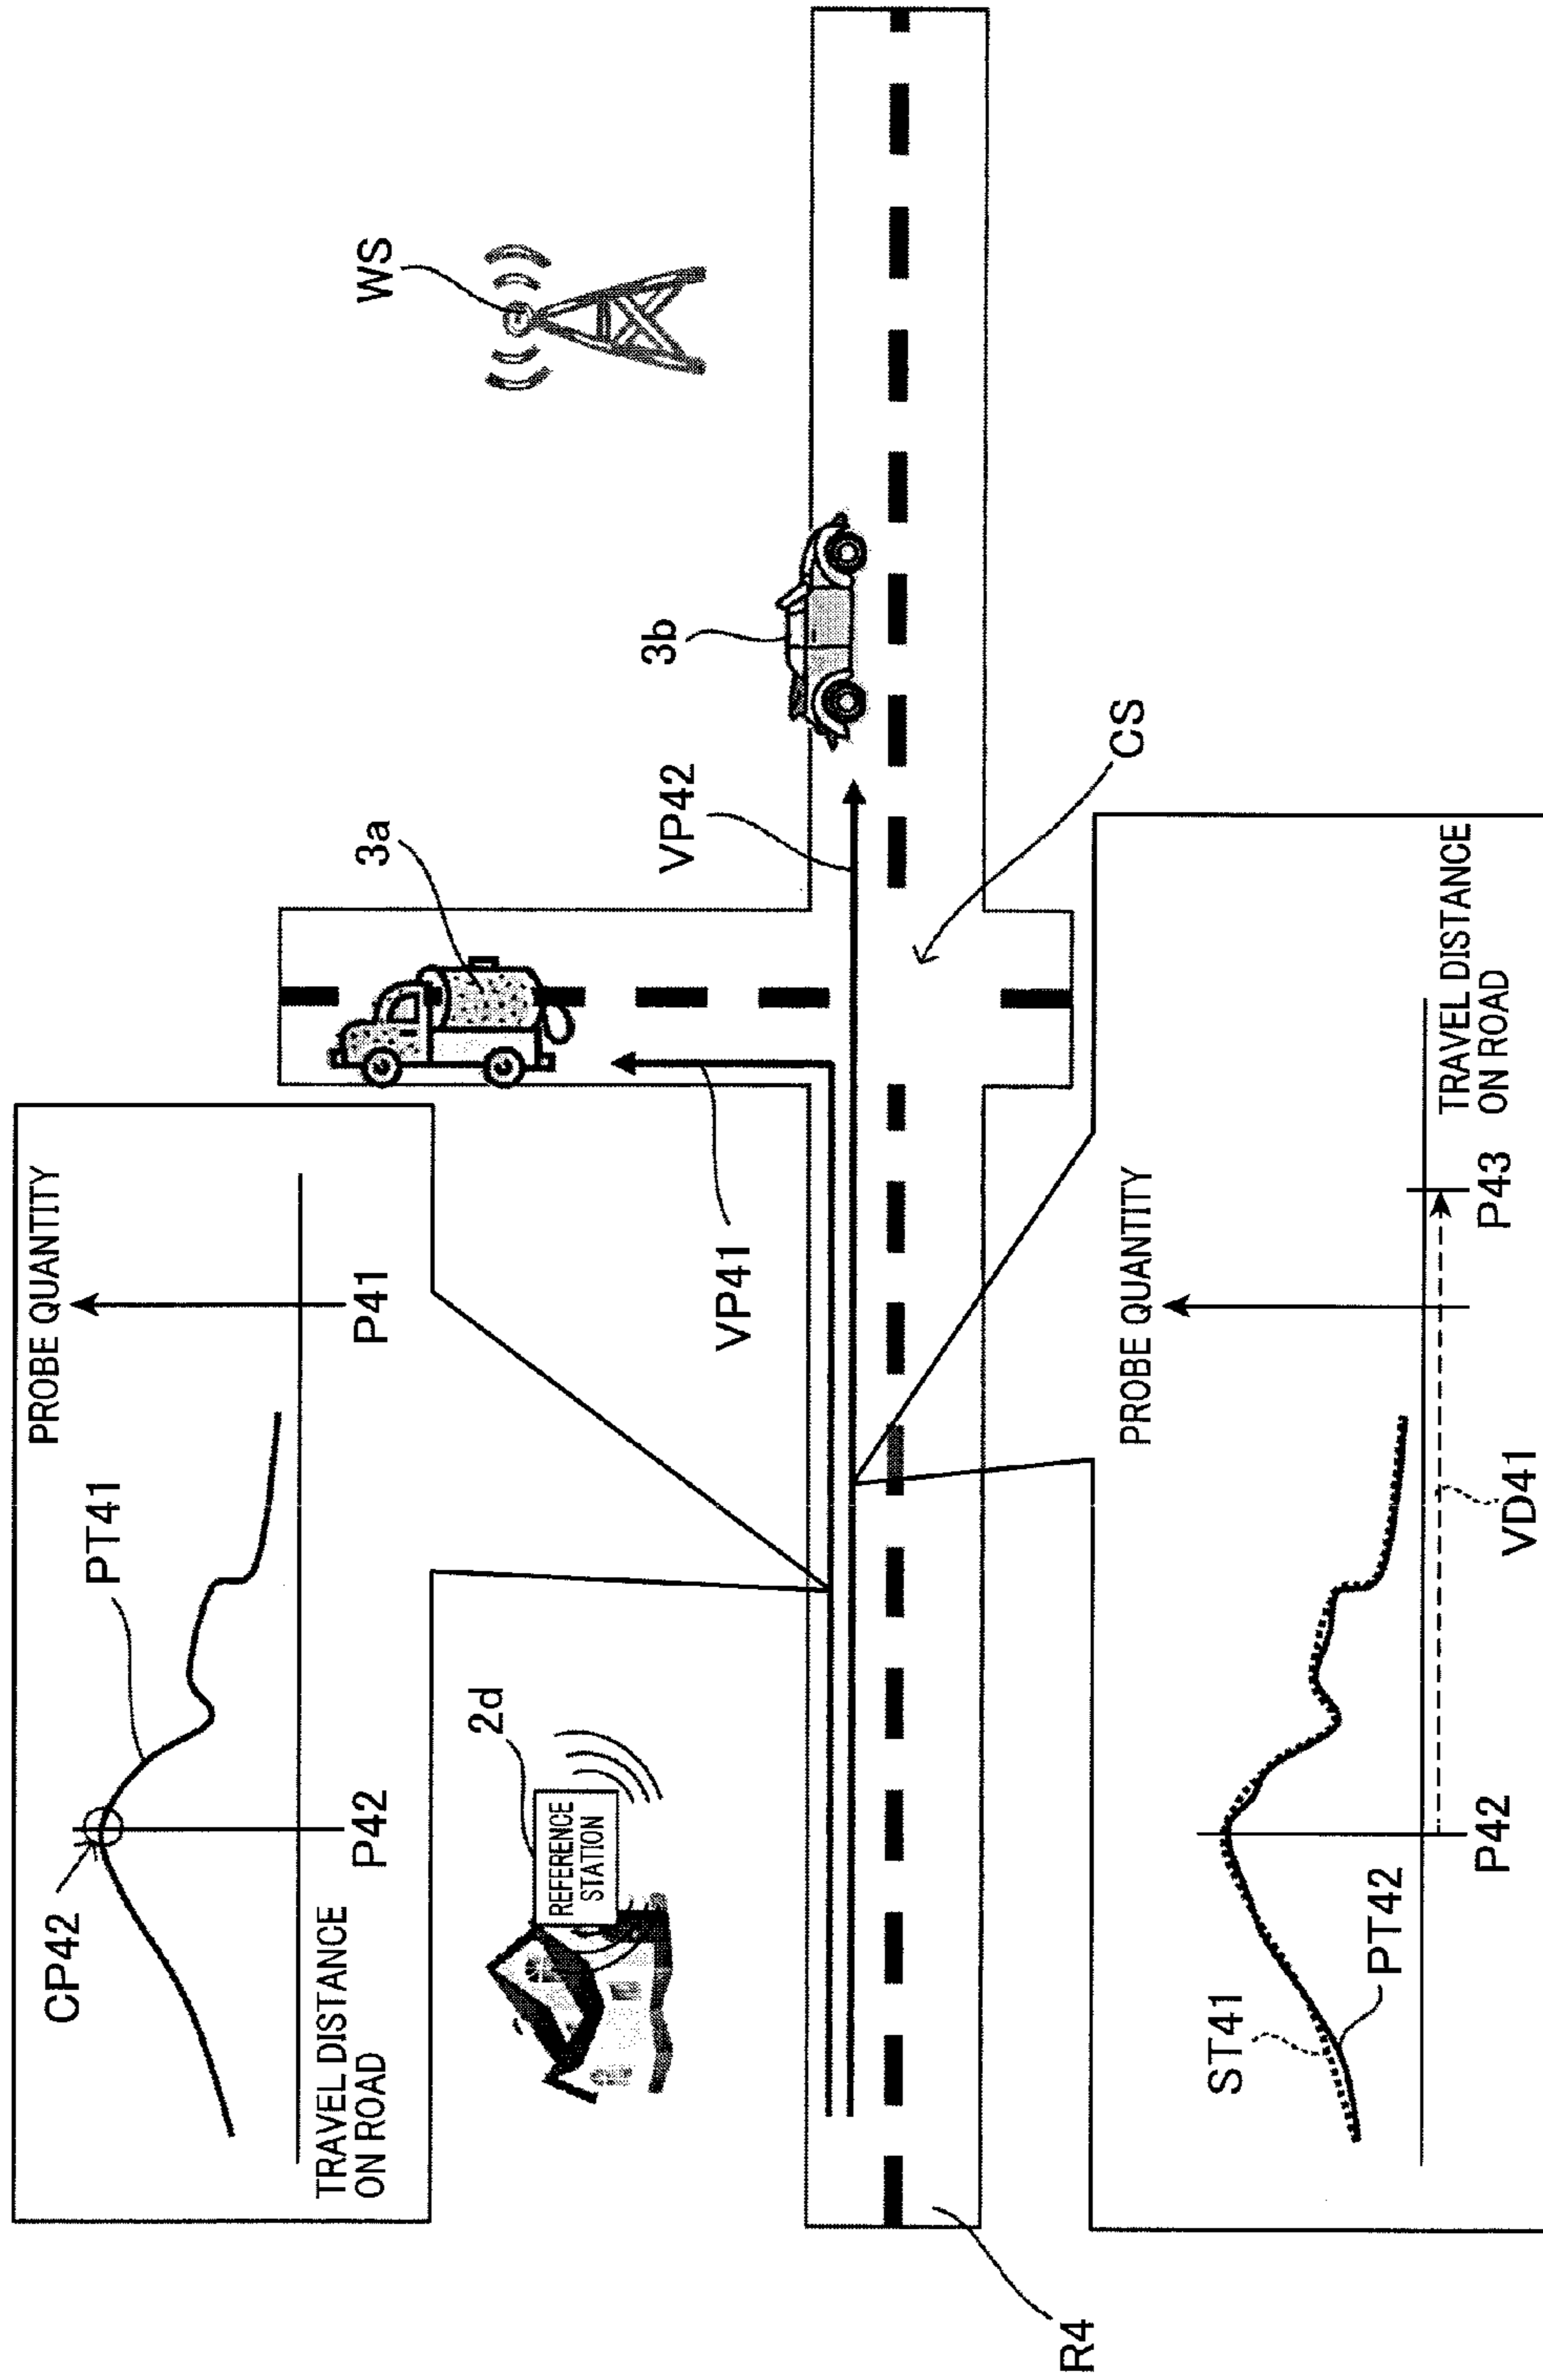 PROBE QUANTITY
CP42
PT41
TRAVEL DISTANCE
ON ROAD
P42
P41
3a
WS
2d
REFERENCE
STATION
3b
VP41
VP42
R4
CS
PROBE QUANTITY
ST41
PT42
P42
VD41
P43
TRAVEL DISTANCE
ON ROAD